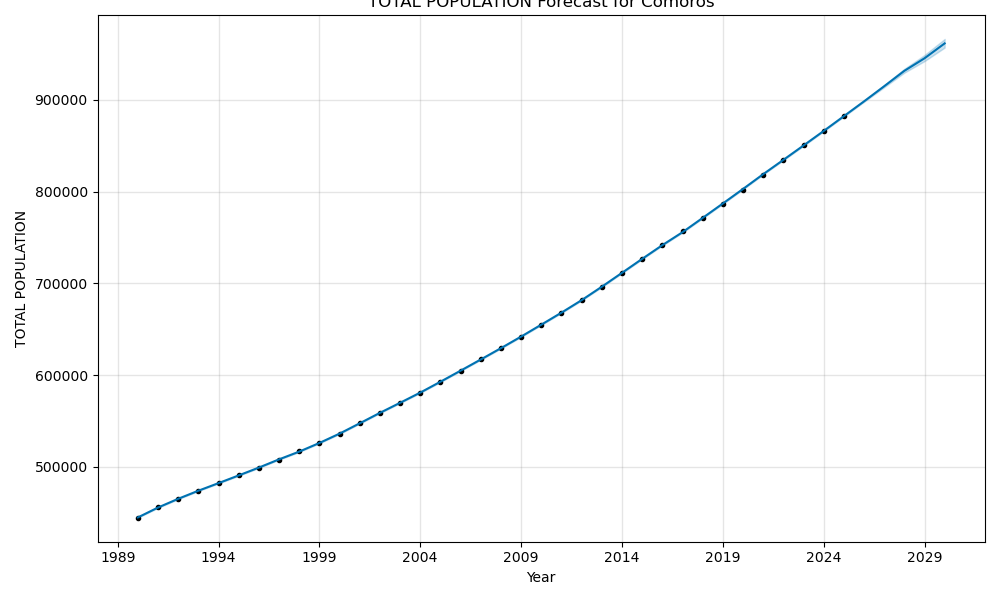 TOTAL POPULATION Forecast for Comoros
900000
800000
700000
600000
500000
TOTAL POPULATION
1989 1994 1999 2004 2009 2014 2019 2024 2029
Year